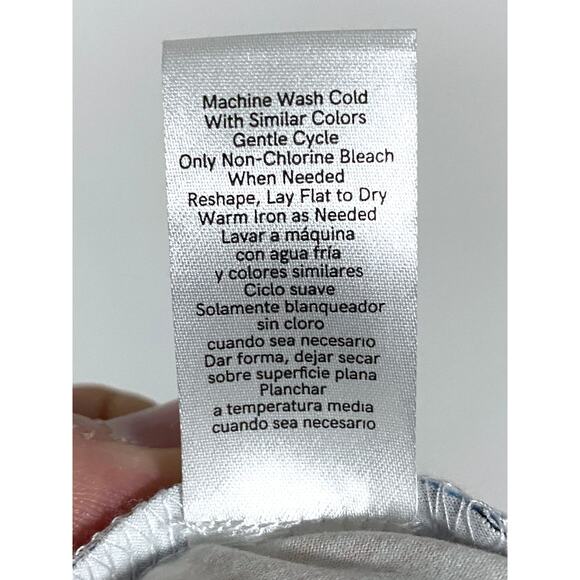 Machine Wash Cold
With Similar Colors
Gentle Cycle
Only Non-Chlorine Bleach
When Needed
Reshape, Lay Flat to Dry
Warm Iron as Needed
Lavar a máquina
con agua fría
y colores similares
Ciclo suave
Solamente blanqueador
sin cloro
cuando sea necesario
Dar forma, dejar secar
sobre superficie plana
Planchar
a temperatura media
cuando sea necesario